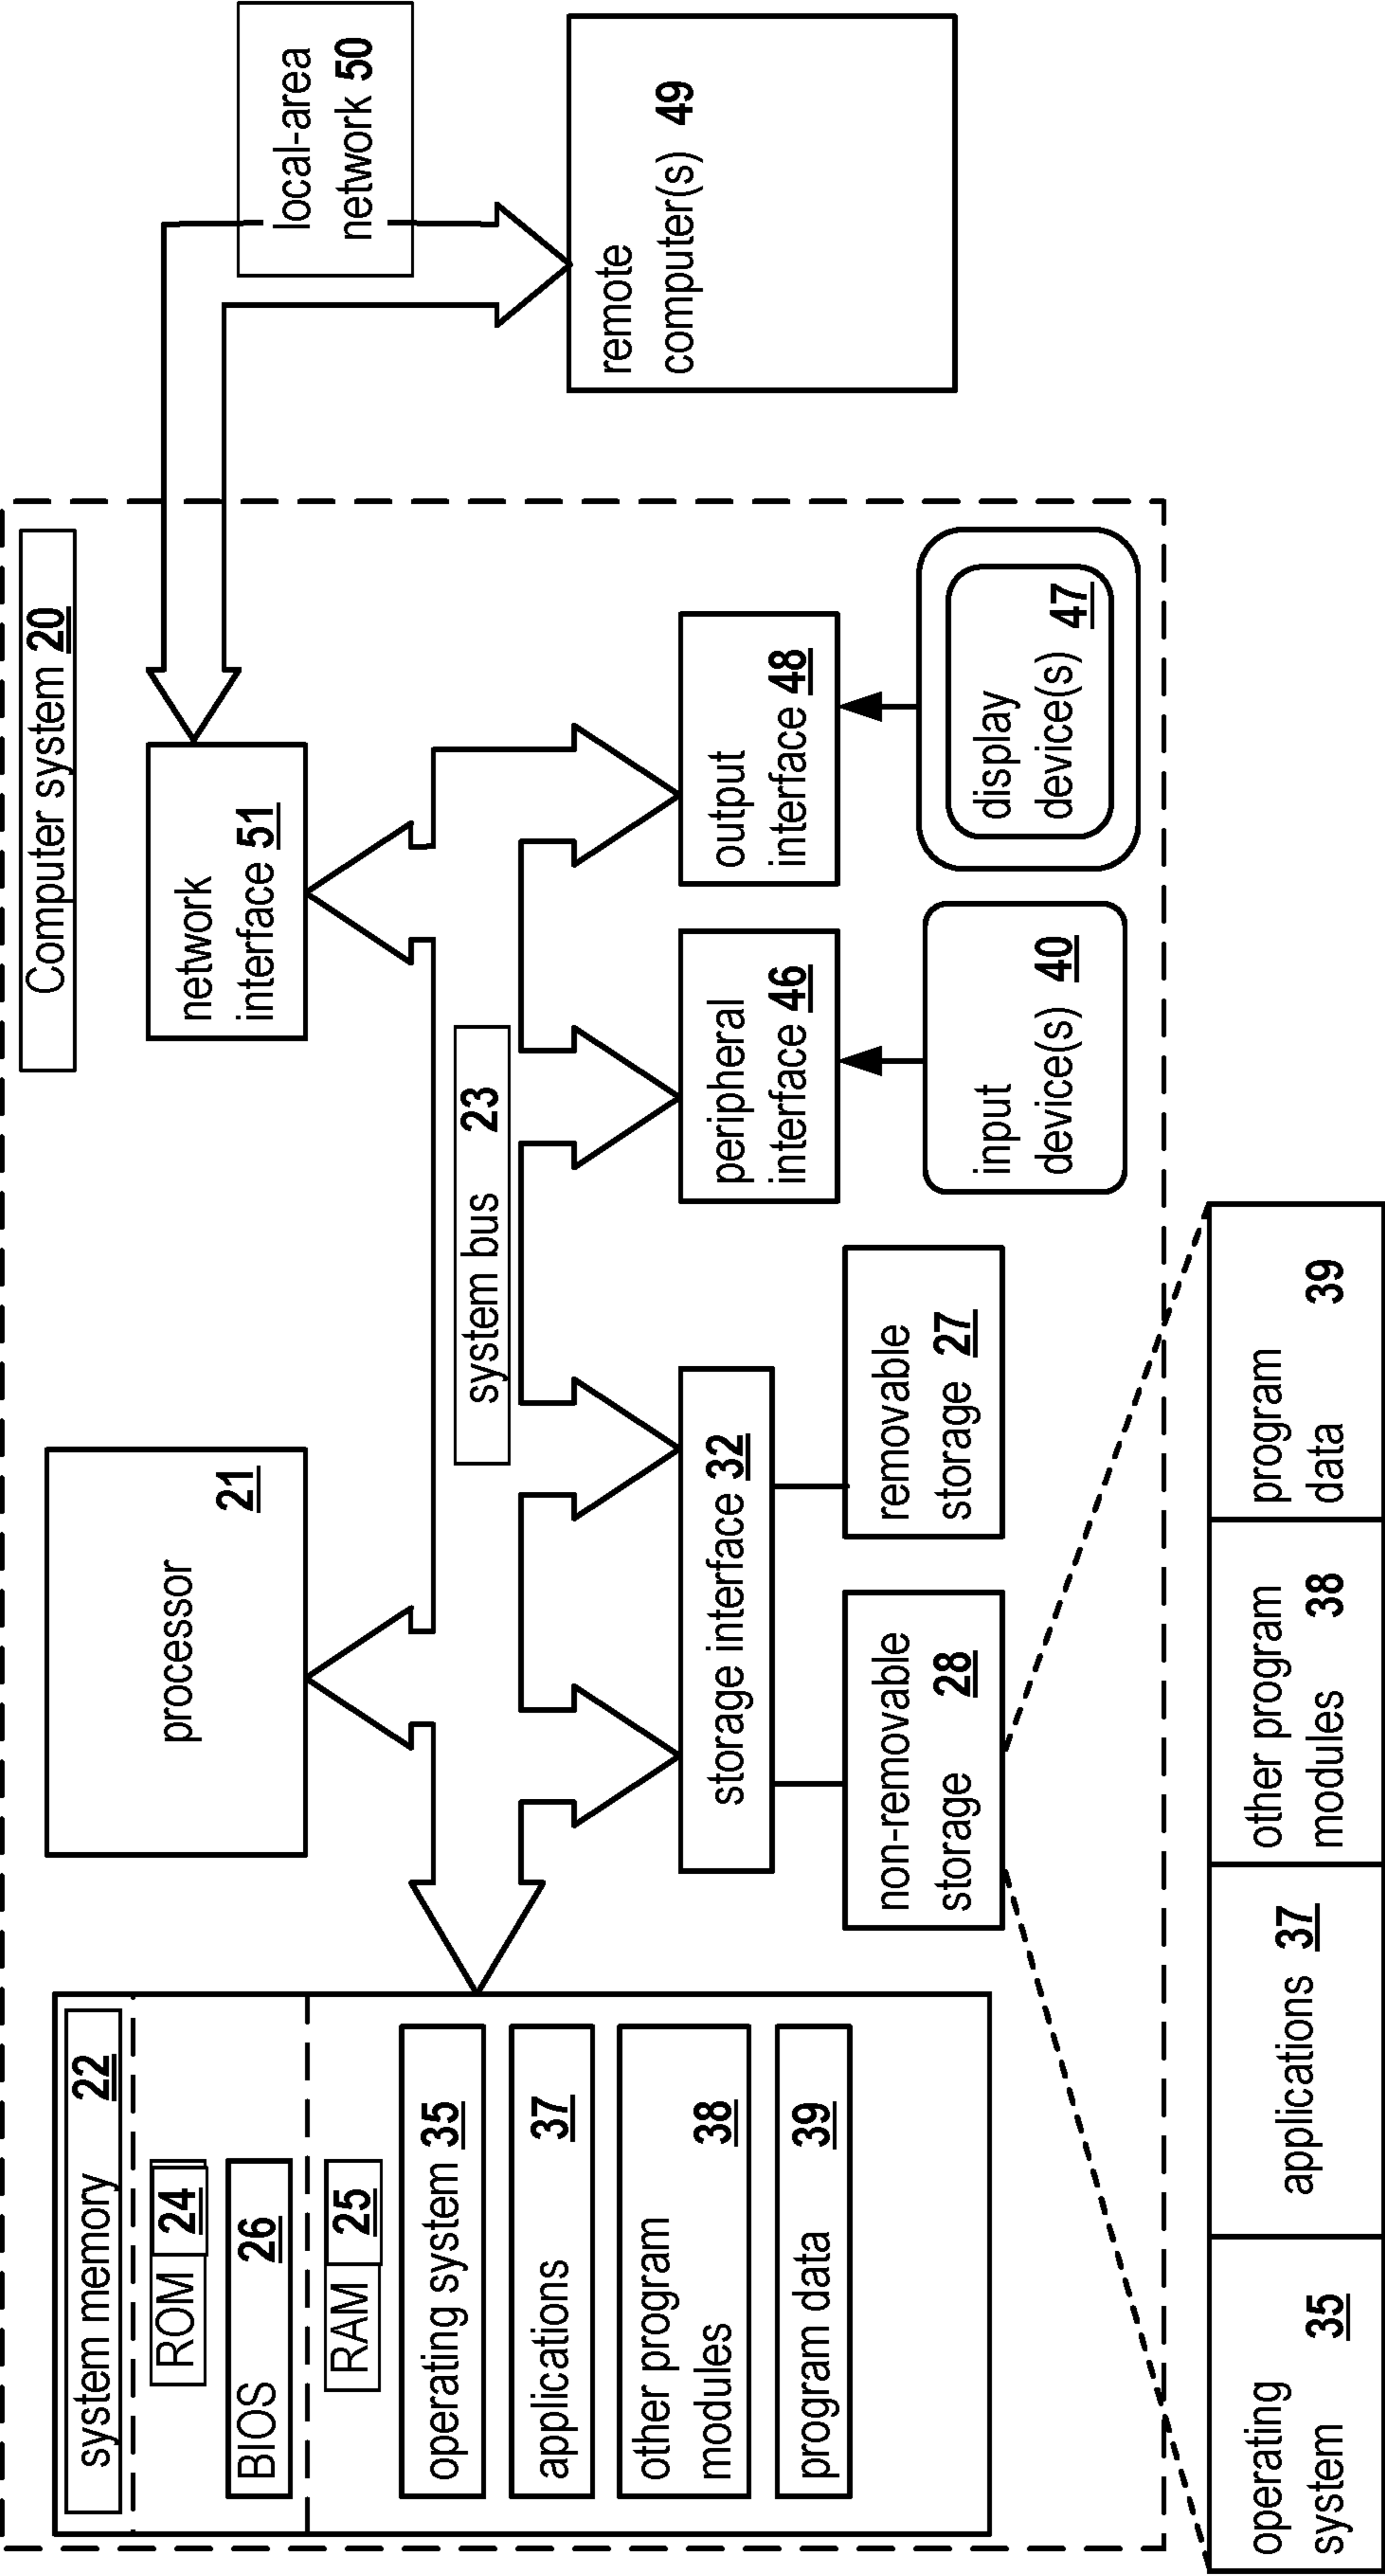 Computer system 20
system memory 22
ROM 24
BIOS 26
RAM 25
operating system 35
applications 37
other program
modules 38
program data 39
processor 21
network
interface 51
local-area
network 50
system bus 23
storage interface 32
peripheral
interface 46
output
interface 48
remote
computer(s) 49
non-removable
storage 28
removable
storage 27
input
device(s) 40
display
device(s) 47
operating
system 35
applications 37
other program
modules 38
program
data 39